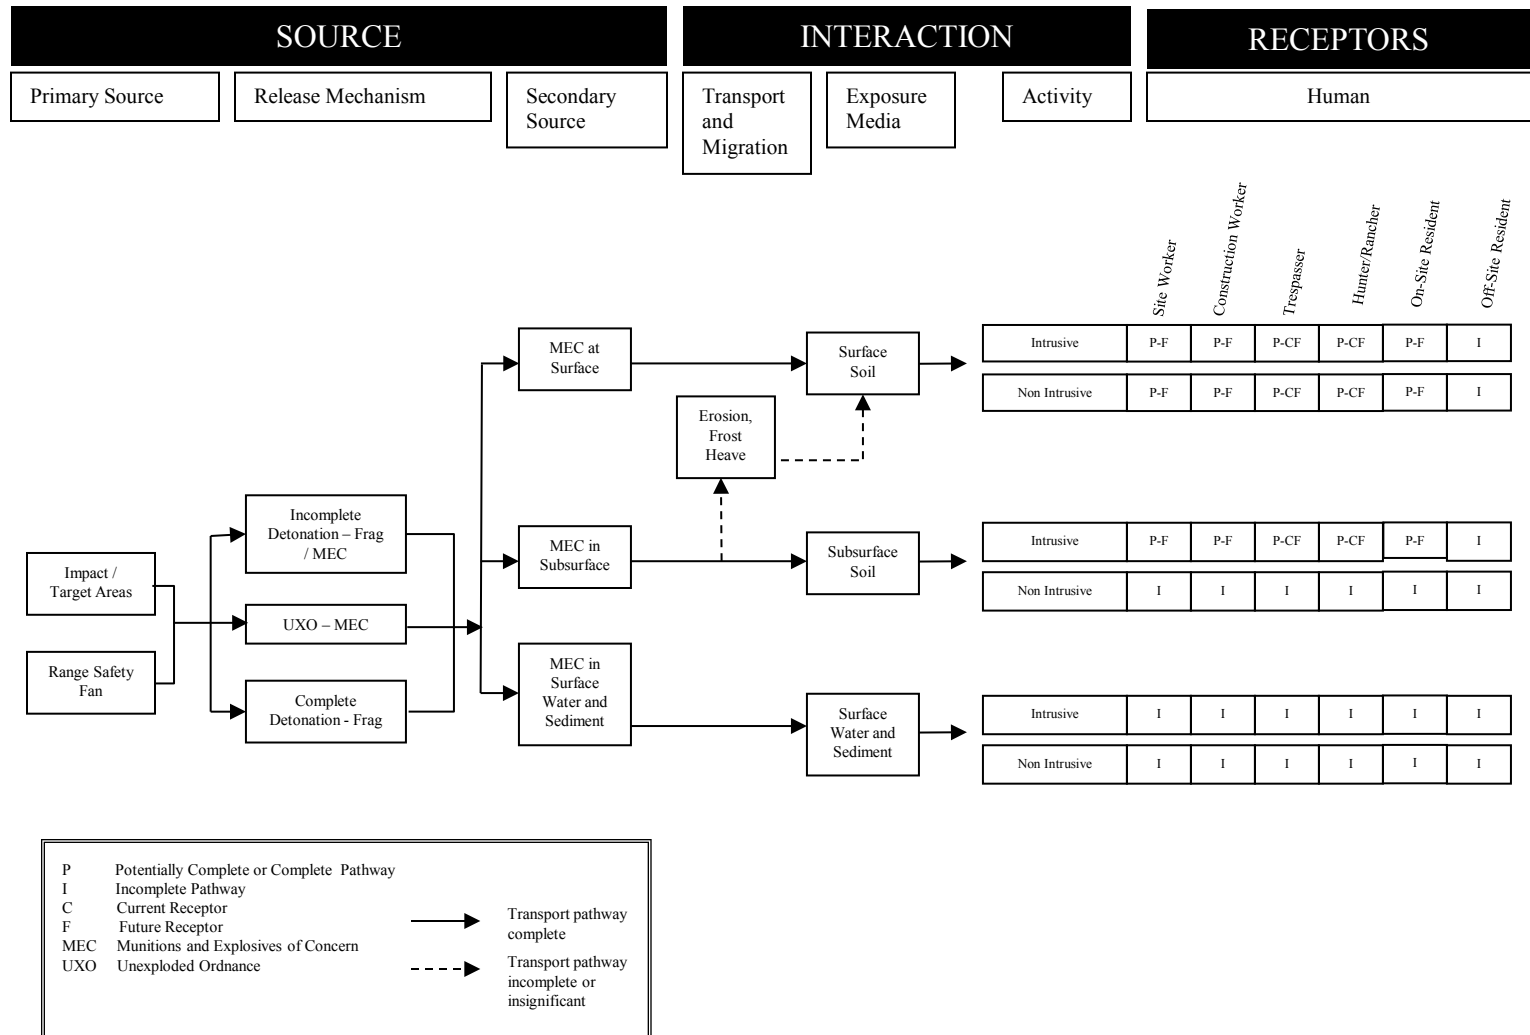 SOURCE
INTERACTION
RECEPTORS
Primary Source
Release Mechanism
Secondary
Source
Transport
and
Migration
Exposure
Media
Activity
Human
Site Worker
Construction Worker
Trespasser
Hunter/Rancher
On-Site Resident
Off-Site Resident
MEC at
Surface
Surface
Soil
Intrusive P-F P-F P-CF P-CF P-F I
Non Intrusive P-F P-F P-CF P-CF P-F I
Erosion,
Frost
Heave
Incomplete
Detonation – Frag
/ MEC
MEC in
Subsurface
Subsurface
Soil
Intrusive P-F P-F P-CF P-CF P-F I
Non Intrusive I I I I I I
Impact /
Target Areas
UXO – MEC
Range Safety
Fan
Complete
Detonation - Frag
MEC in
Surface
Water and
Sediment
Surface
Water and
Sediment
Intrusive I I I I I I
Non Intrusive I I I I I I
P Potentially Complete or Complete Pathway
I Incomplete Pathway
C Current Receptor
F Future Receptor
MEC Munitions and Explosives of Concern
UXO Unexploded Ordnance
Transport pathway
complete
Transport pathway
incomplete or
insignificant